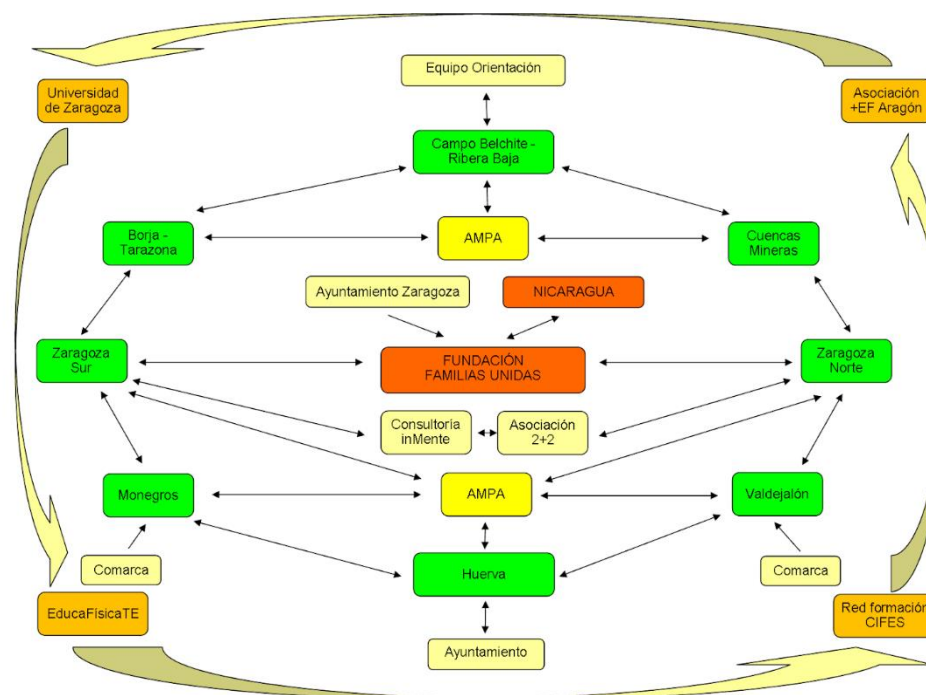 Equipo Orientación
Universidad
de Zaragoza
Asociación
+EF Aragón
Campo Belchite -
Ribera Baja
Borja -
Tarazona
AMPA
Cuencas
Mineras
Ayuntamiento Zaragoza
NICARAGUA
Zaragoza
Sur
FUNDACIÓN
FAMILIAS UNIDAS
Zaragoza
Norte
Consultoría
inMente
Asociación
2+2
Monegros
AMPA
Valdejalón
Comarca
Huerva
Comarca
EducaFísicaTE
Red formación
CIFES
Ayuntamiento